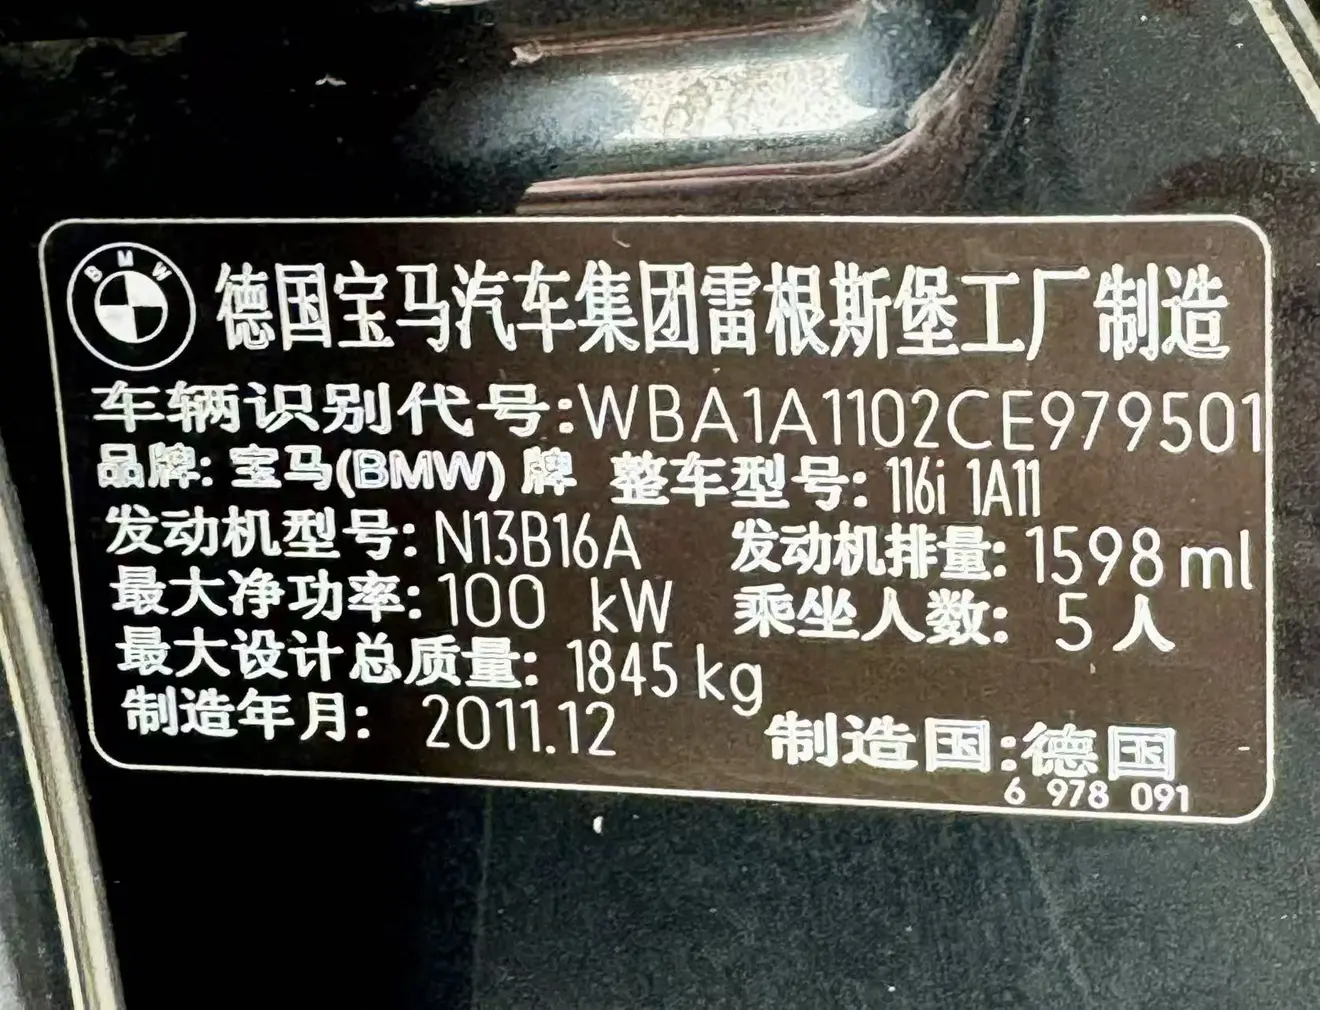 BMW
德国宝马汽车集团雷根斯堡工厂制造
车辆识别代号:WBA1A1102CE979501
品牌: 宝马(BMW) 牌 整车型号: 116i 1A11
发动机型号: N13B16A 发动机排量: 1598 ml
最大净功率: 100 kW 乘坐人数: 5 人
最大设计总质量: 1845 kg
制造年月: 2011.12 制造国:德国
6 978 091